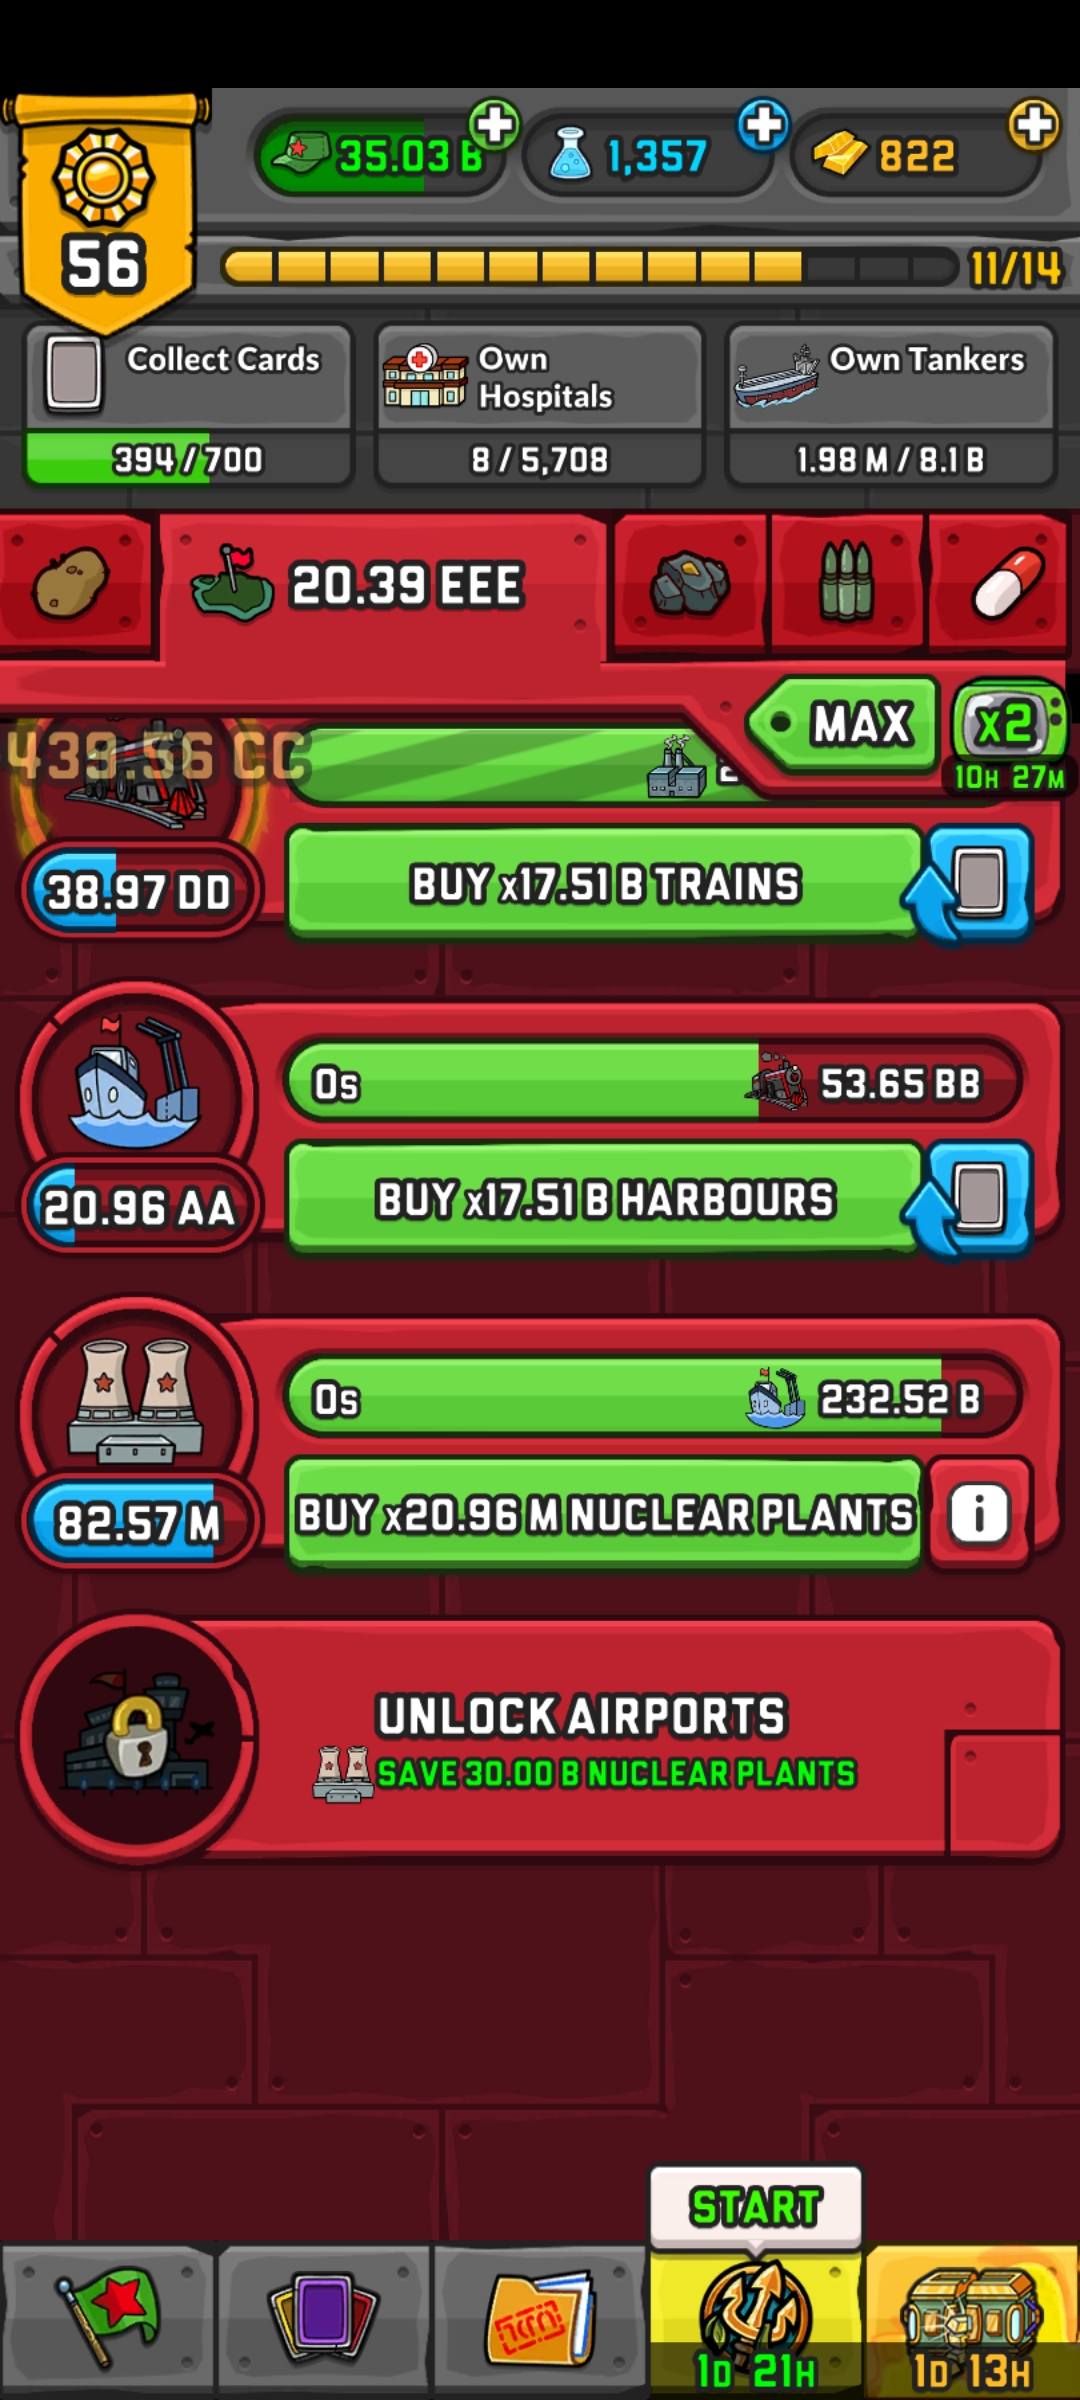 35.03 B
1,357
822
56
11/14
Collect Cards
394 / 700
Own
Hospitals
8 / 5,708
Own Tankers
1.98 M / 8.1 B
20.39 EEE
MAX
x2
10H 27M
439.56 CC
38.97 DD
BUY x17.51 B TRAINS
0s
53.65 BB
20.96 AA
BUY x17.51 B HARBOURS
0s
232.52 B
82.57 M
BUY x20.96 M NUCLEAR PLANTS
i
UNLOCK AIRPORTS
SAVE 30.00 B NUCLEAR PLANTS
START
1D 21H
1D 13H